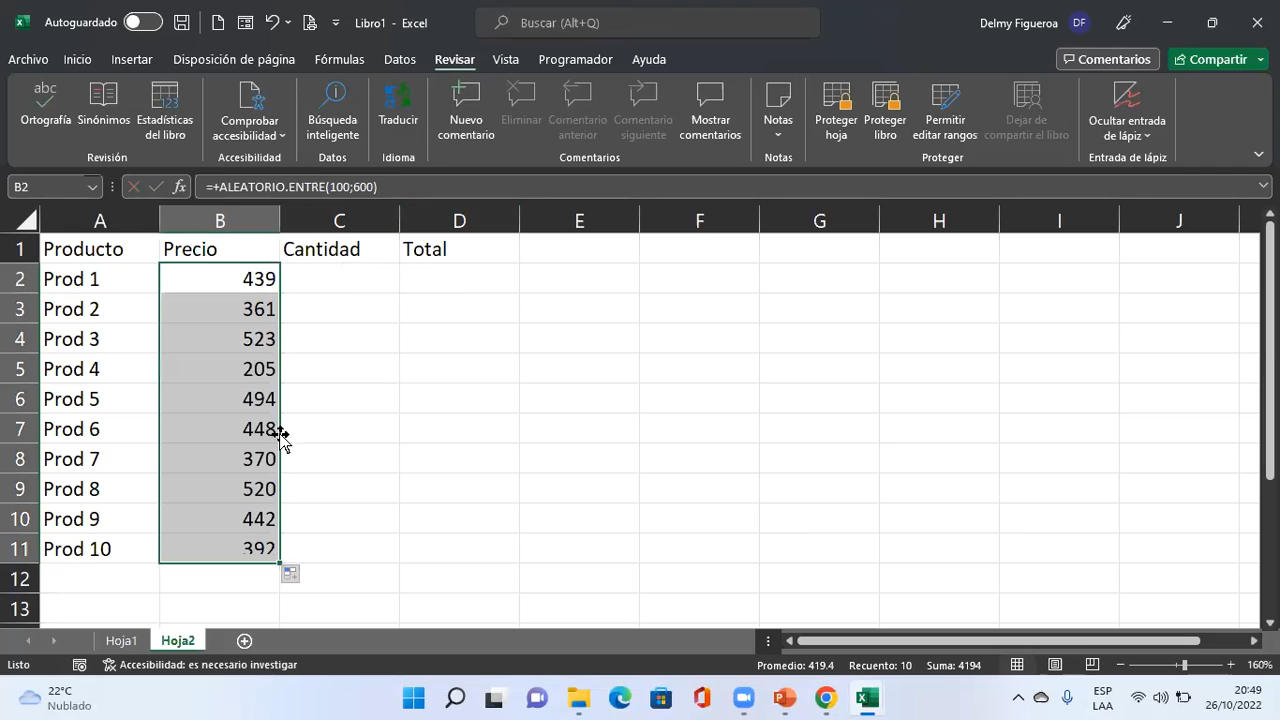 Autoguardado
Libro1 - Excel
Buscar (Alt+Q)
Delmy Figueroa DF
Archivo Inicio Insertar Disposición de página Fórmulas Datos Revisar Vista Programador Ayuda
Comentarios Compartir
abc 123
Ortografía Sinónimos Estadísticas del libro
Comprobar accesibilidad
Búsqueda inteligente
Traducir
Nuevo comentario Eliminar Comentario anterior Comentario siguiente Mostrar comentarios
Notas
Proteger hoja Proteger libro Permitir editar rangos Dejar de compartir el libro
Ocultar entrada de lápiz
Revisión Accesibilidad Datos Idioma Comentarios Notas Proteger Entrada de lápiz
B2 fx =+ALEATORIO.ENTRE(100;600)
A B C D E F G H I J
1 Producto Precio Cantidad Total
2 Prod 1 439
3 Prod 2 361
4 Prod 3 523
5 Prod 4 205
6 Prod 5 494
7 Prod 6 448
8 Prod 7 370
9 Prod 8 520
10 Prod 9 442
11 Prod 10 392
12
13
Hoja1 Hoja2
Listo Accesibilidad: es necesario investigar Promedio: 419.4 Recuento: 10 Suma: 4194 160%
22°C
Nublado
ESP
LAA
20:49
26/10/2022